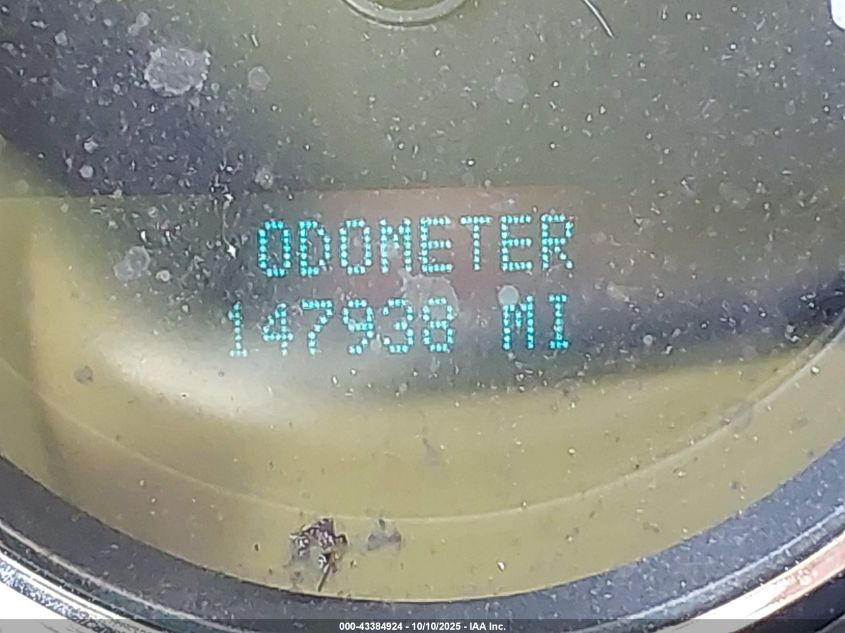 ODOMETER
147938 MI
000-43384924 - 10/10/2025 - IAA Inc.